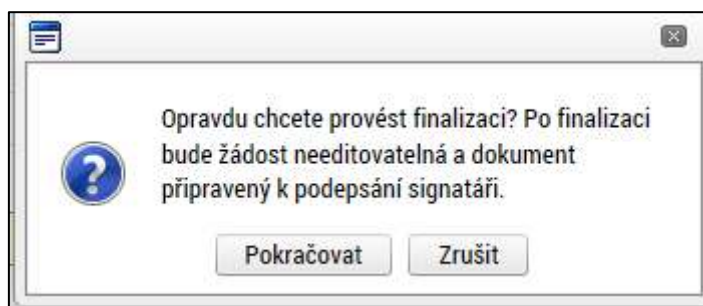 Opravdu chcete provést finalizaci? Po finalizaci
bude žádost needitovatelná a dokument
připravený k podepsání signatáři.
Pokračovat Zrušit